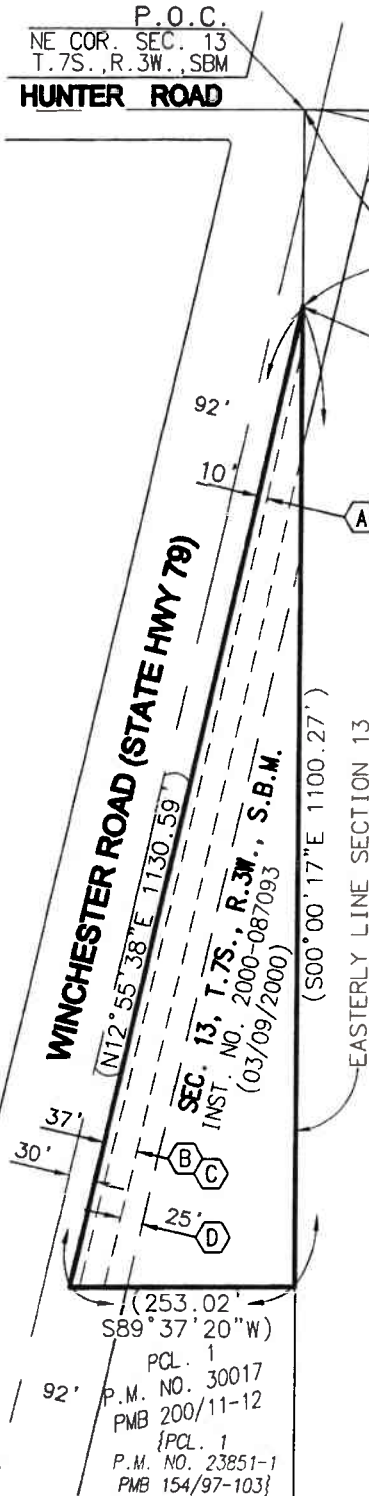 P.O.C.
NE COR. SEC. 13
T.7S.,R.3W.,SBM
HUNTER ROAD
92'
10'
A
WINCHESTER ROAD (STATE HWY 79)
(N12°55'38"E 1130.59')
SEC. 13, T.7S., R.3W., S.B.M.
INST. NO. 2000-087093
(03/09/2000)
(S00°00'17"E 1100.27')
EASTERLY LINE SECTION 13
37'
30'
B
C
25'
D
(253.02'
S89°37'20"W)
PCL. 1
P.M. NO. 30017
PMB 200/11-12
{PCL. 1
P.M. NO. 23851-1
PMB 154/97-103}
92'